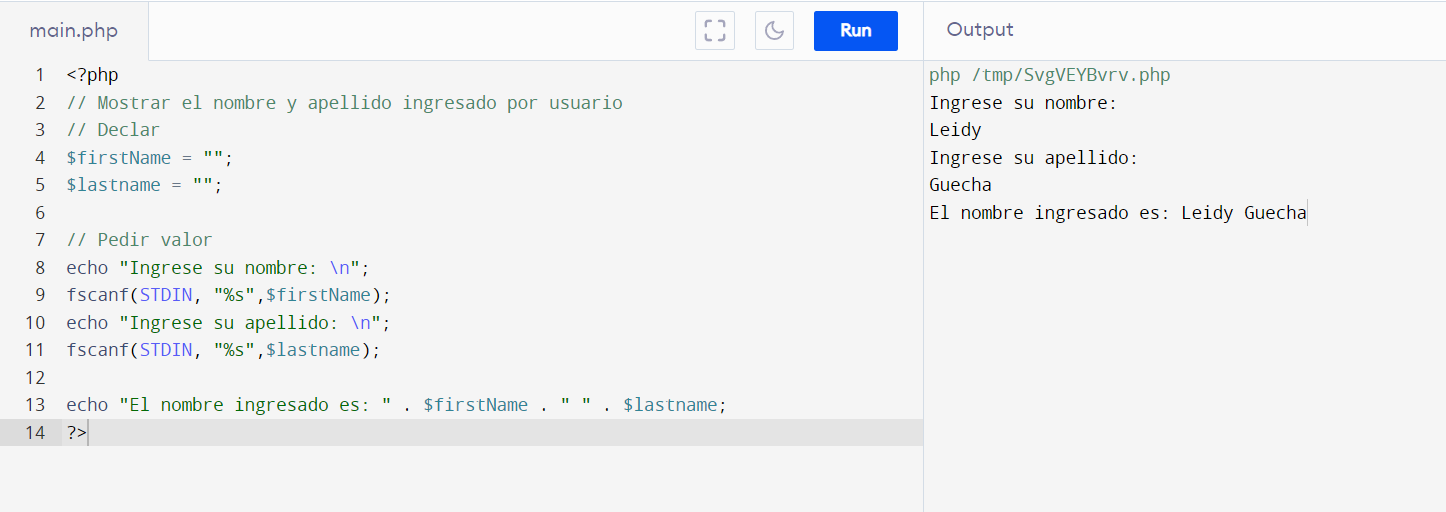 main.php
Run
Output
1 <?php
2 // Mostrar el nombre y apellido ingresado por usuario
3 // Declar
4 $firstName = "";
5 $lastname = "";
6
7 // Pedir valor
8 echo "Ingrese su nombre: \n";
9 fscanf(STDIN, "%s",$firstName);
10 echo "Ingrese su apellido: \n";
11 fscanf(STDIN, "%s",$lastname);
12
13 echo "El nombre ingresado es: " . $firstName . " " . $lastname;
14 ?>
php /tmp/SvgVEYBvrv.php
Ingrese su nombre:
Leidy
Ingrese su apellido:
Guecha
El nombre ingresado es: Leidy Guecha